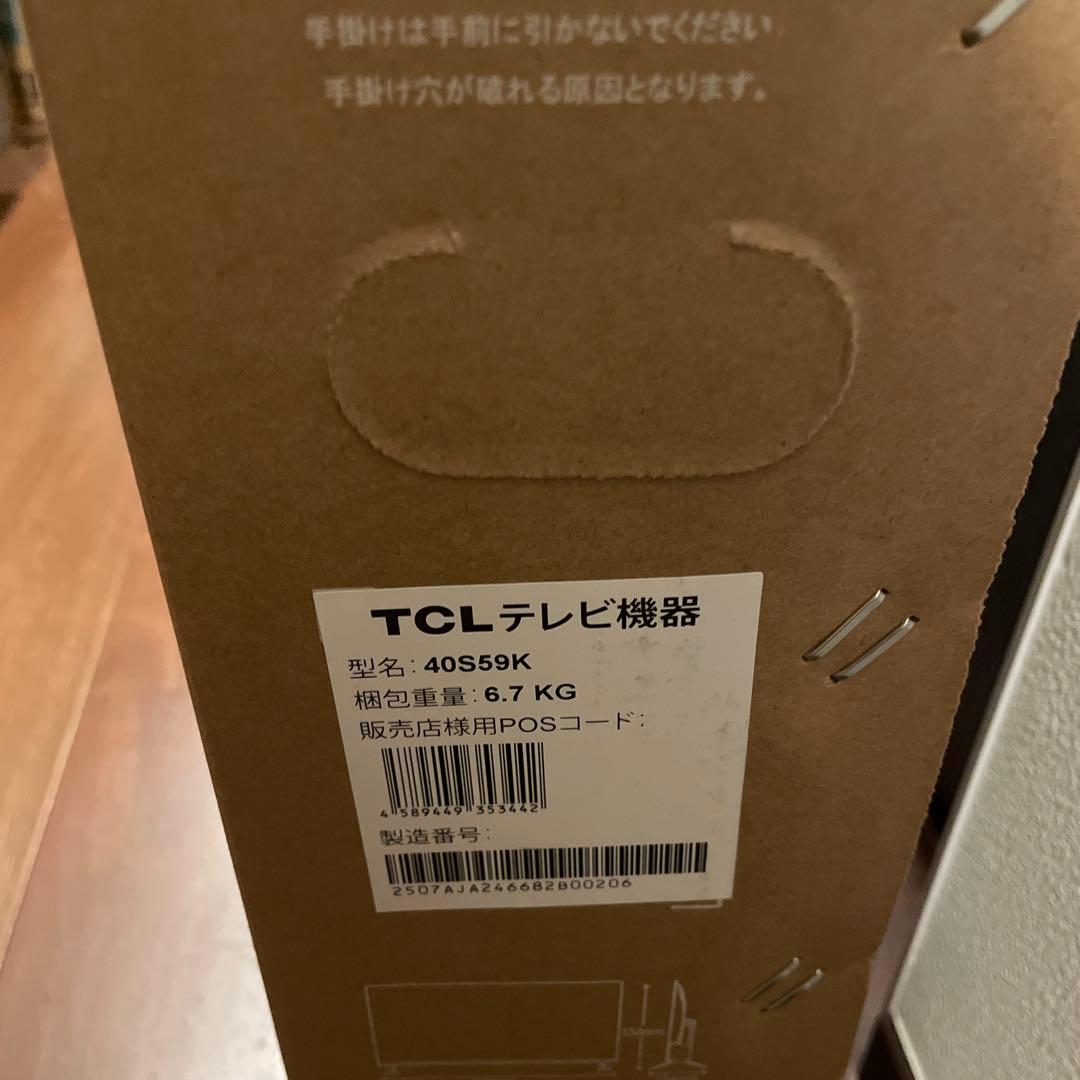 手掛けは手前に引かないでください
手掛け穴が破れる原因となります。
TCLテレビ機器
型名: 40S59K
梱包重量: 6.7 KG
販売店様用POSコード:
4 589449 353442
製造番号:
2507AJA246682B00206